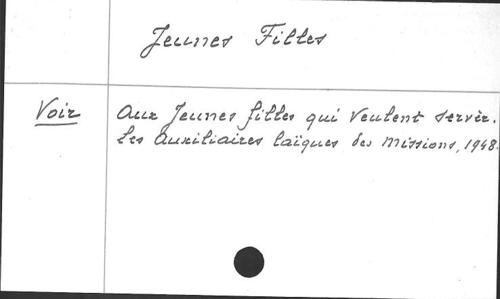 Jeunes Filles
Voir
Aux Jeunes filles qui veulent servir.
Les Auxiliaires laïques des Missions, 1948.